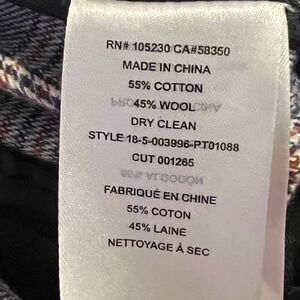 RN# 105230 CA#58350
MADE IN CHINA
55% COTTON
45% WOOL
DRY CLEAN
STYLE 18-5-003996-PT01088
CUT 001265
FABRIQUÉ EN CHINE
55% COTON
45% LAINE
NETTOYAGE À SEC